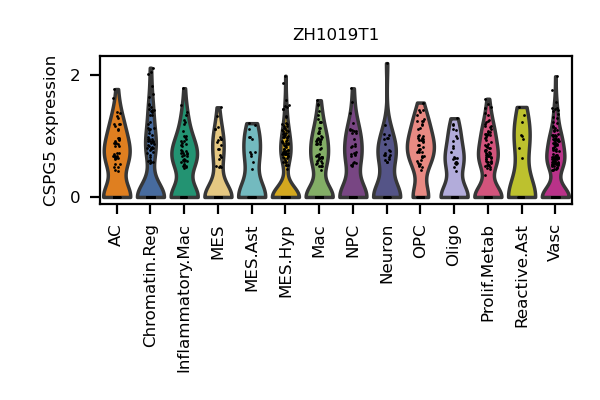 ZH1019T1
CSPG5 expression
2
0
AC
Chromatin.Reg
Inflammatory.Mac
MES
MES.Ast
MES.Hyp
Mac
NPC
Neuron
OPC
Oligo
Prolif.Metab
Reactive.Ast
Vasc